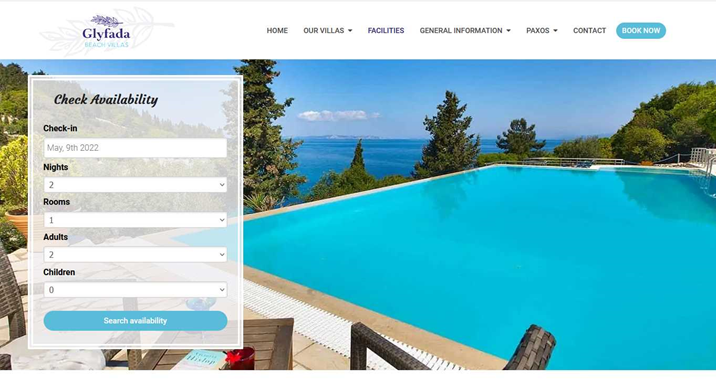 Glyfada
BEACH VILLAS
HOME
OUR VILLAS
FACILITIES
GENERAL INFORMATION
PAXOS
CONTACT
BOOK NOW
Check Availability
Check-in
May, 9th 2022
Nights
2
Rooms
1
Adults
2
Children
0
Search availability